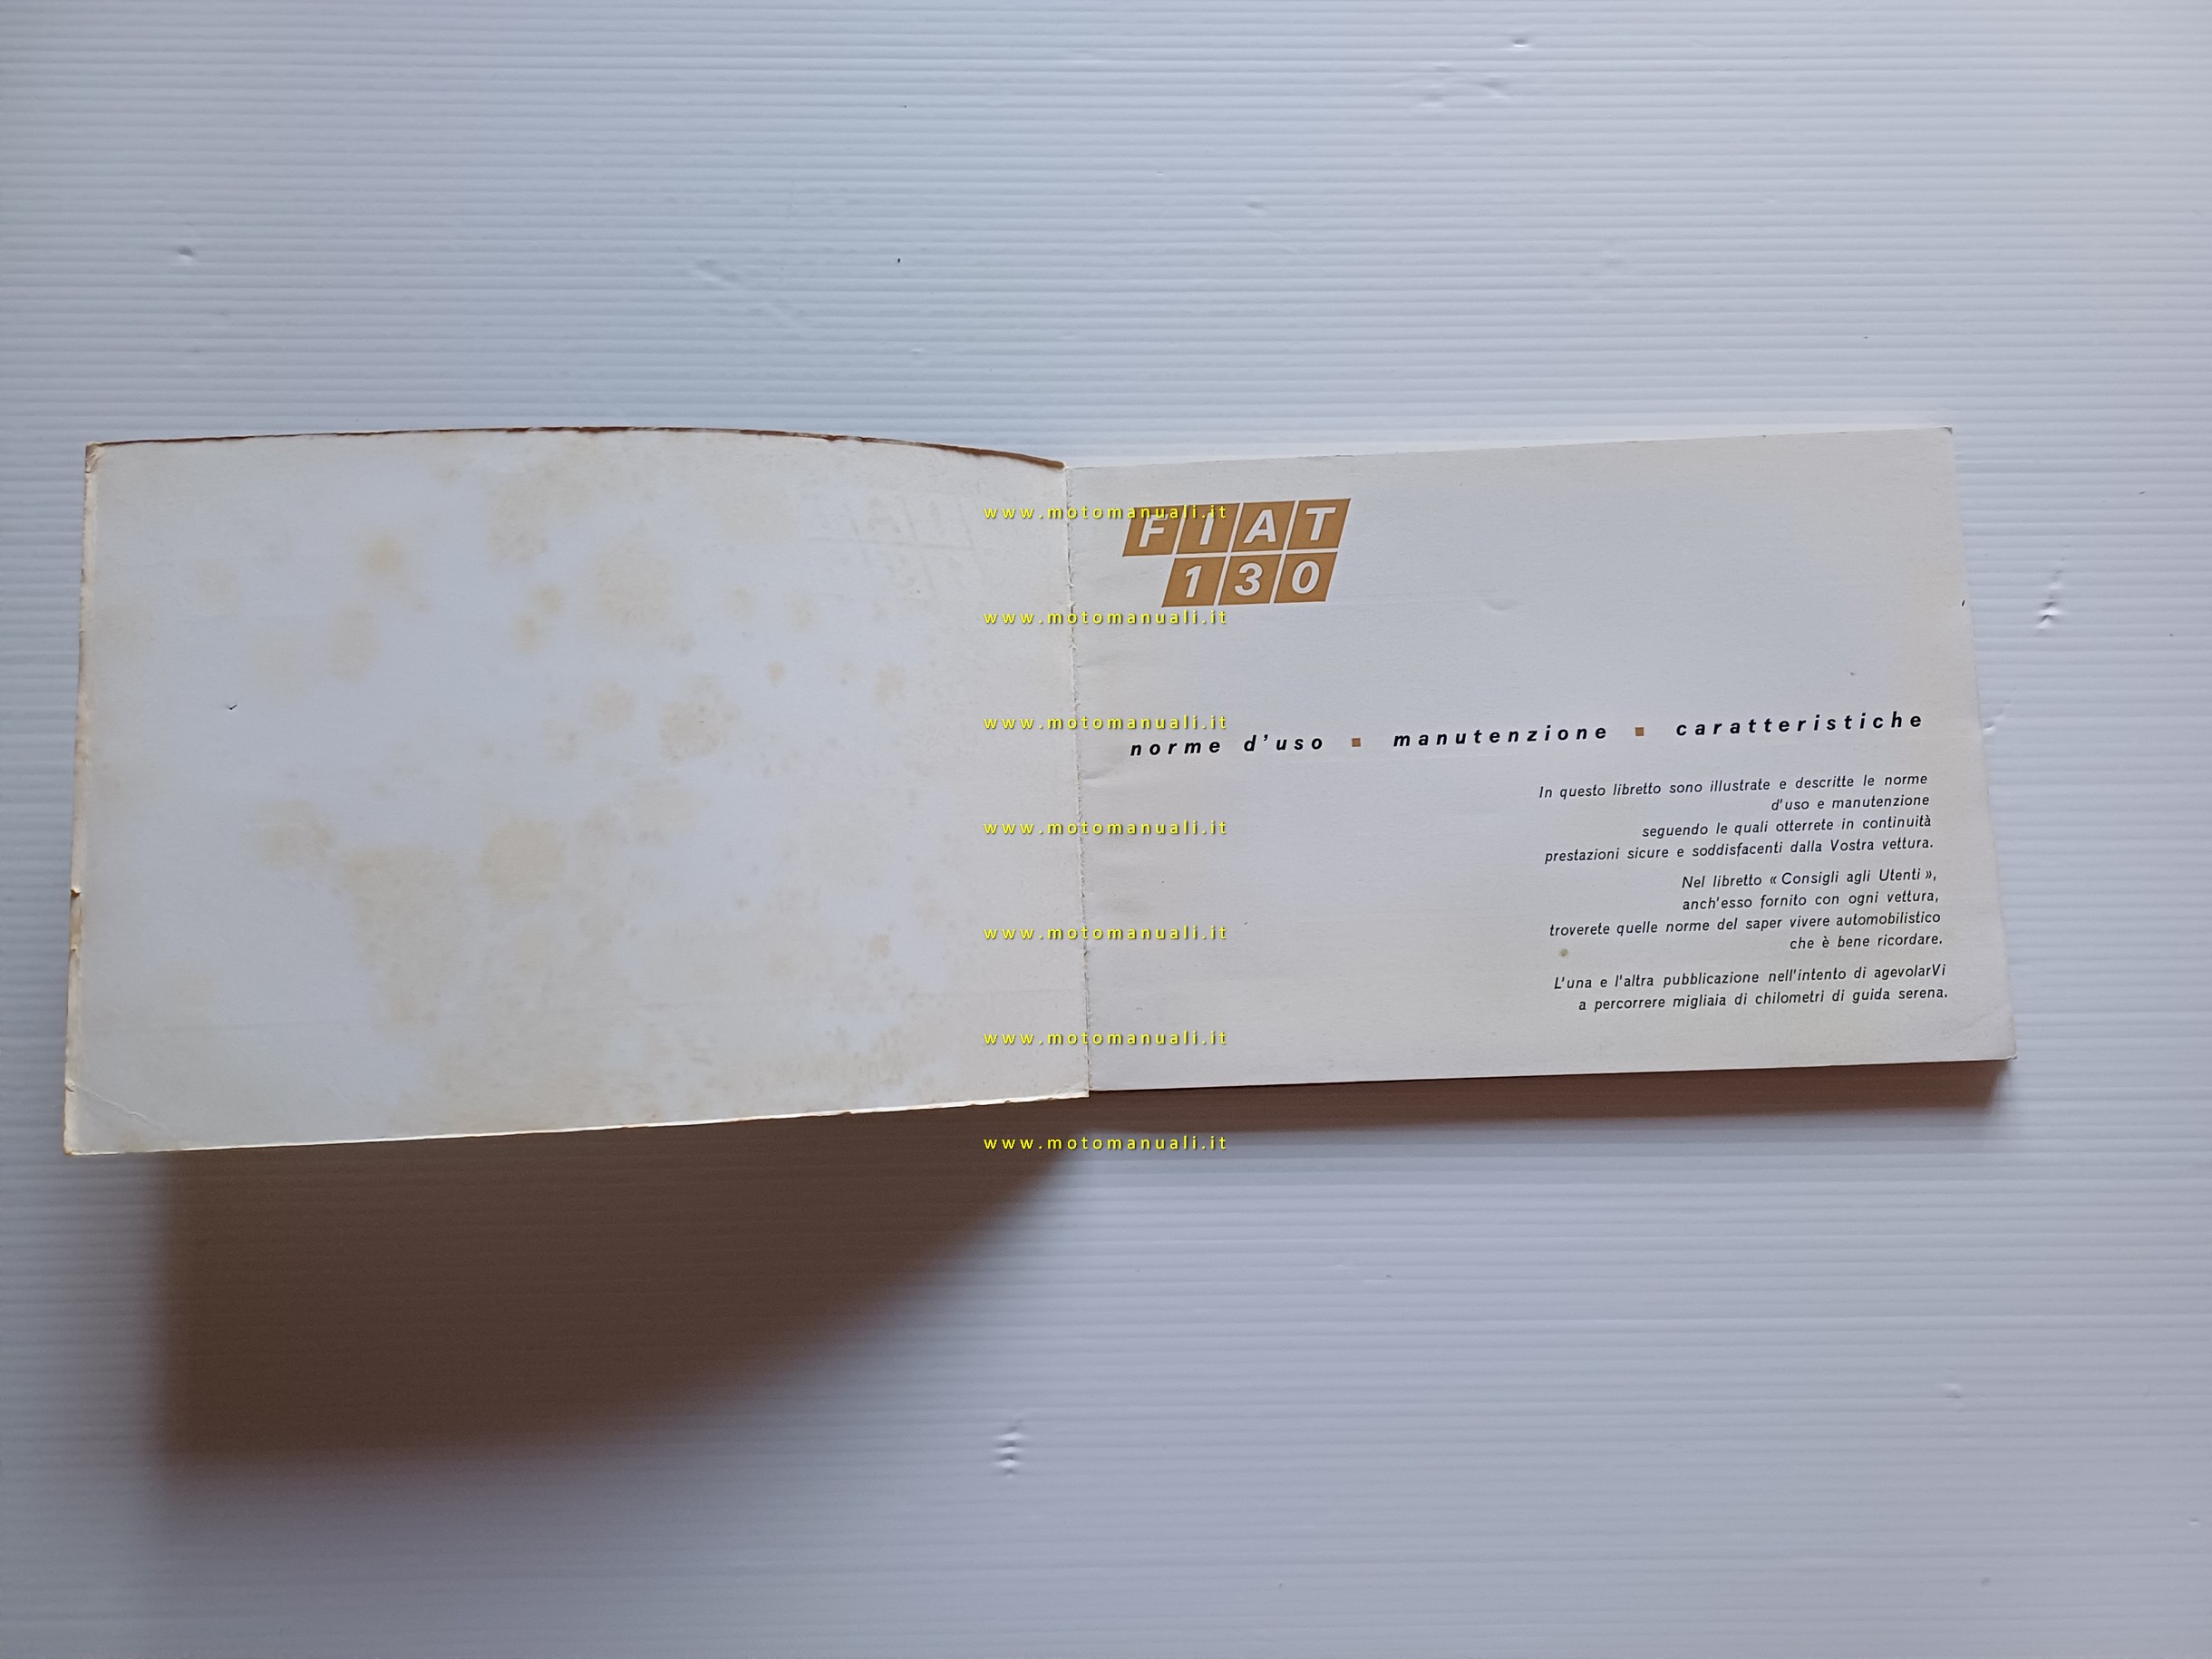 www.motomanuali.it
FIAT
130
www.motomanuali.it
www.motomanuali.it
norme d'uso ▪ manutenzione ▪ caratteristiche
In questo libretto sono illustrate e descritte le norme
d'uso e manutenzione
seguendo le quali otterrete in continuità
prestazioni sicure e soddisfacenti dalla Vostra vettura.
www.motomanuali.it
Nel libretto « Consigli agli Utenti »,
anch'esso fornito con ogni vettura,
troverete quelle norme del saper vivere automobilistico
che è bene ricordare.
www.motomanuali.it
L'una e l'altra pubblicazione nell'intento di agevolarVi
a percorrere migliaia di chilometri di guida serena.
www.motomanuali.it
www.motomanuali.it